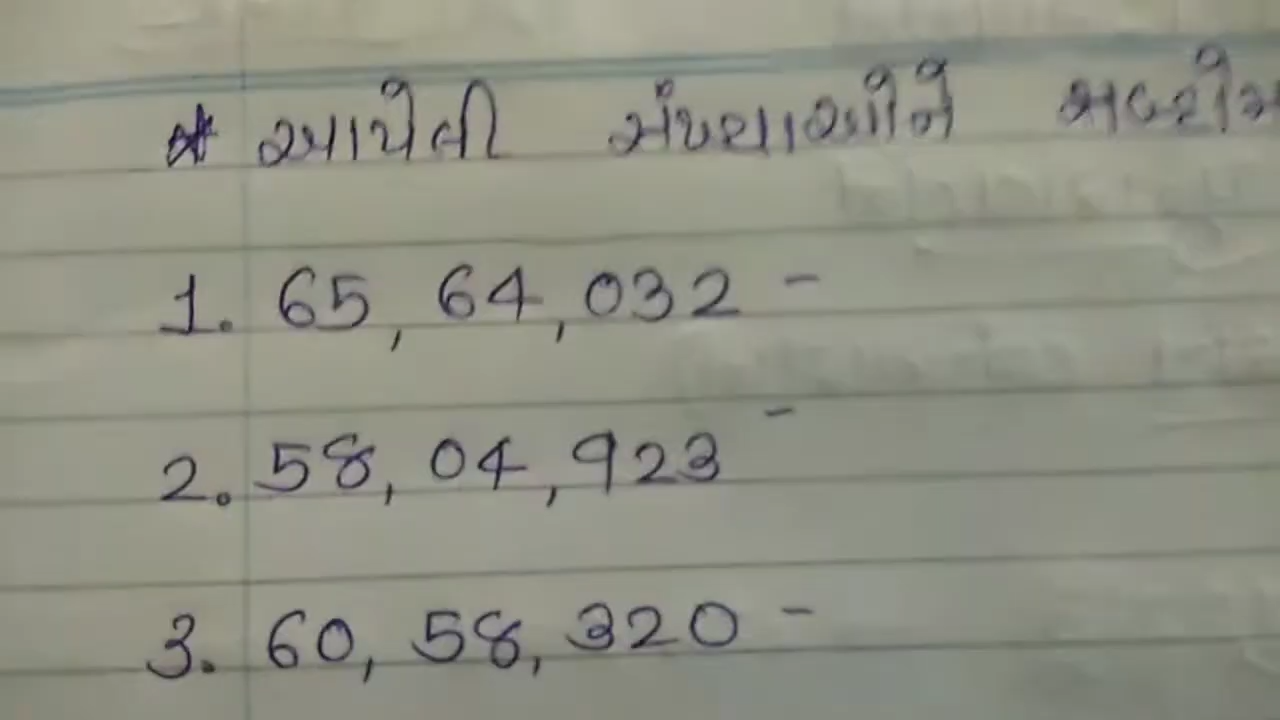 * આપેલી સંખ્યાઓને
1. 65, 64, 032 -
2. 58, 04, 923 -
3. 60, 58, 320 -